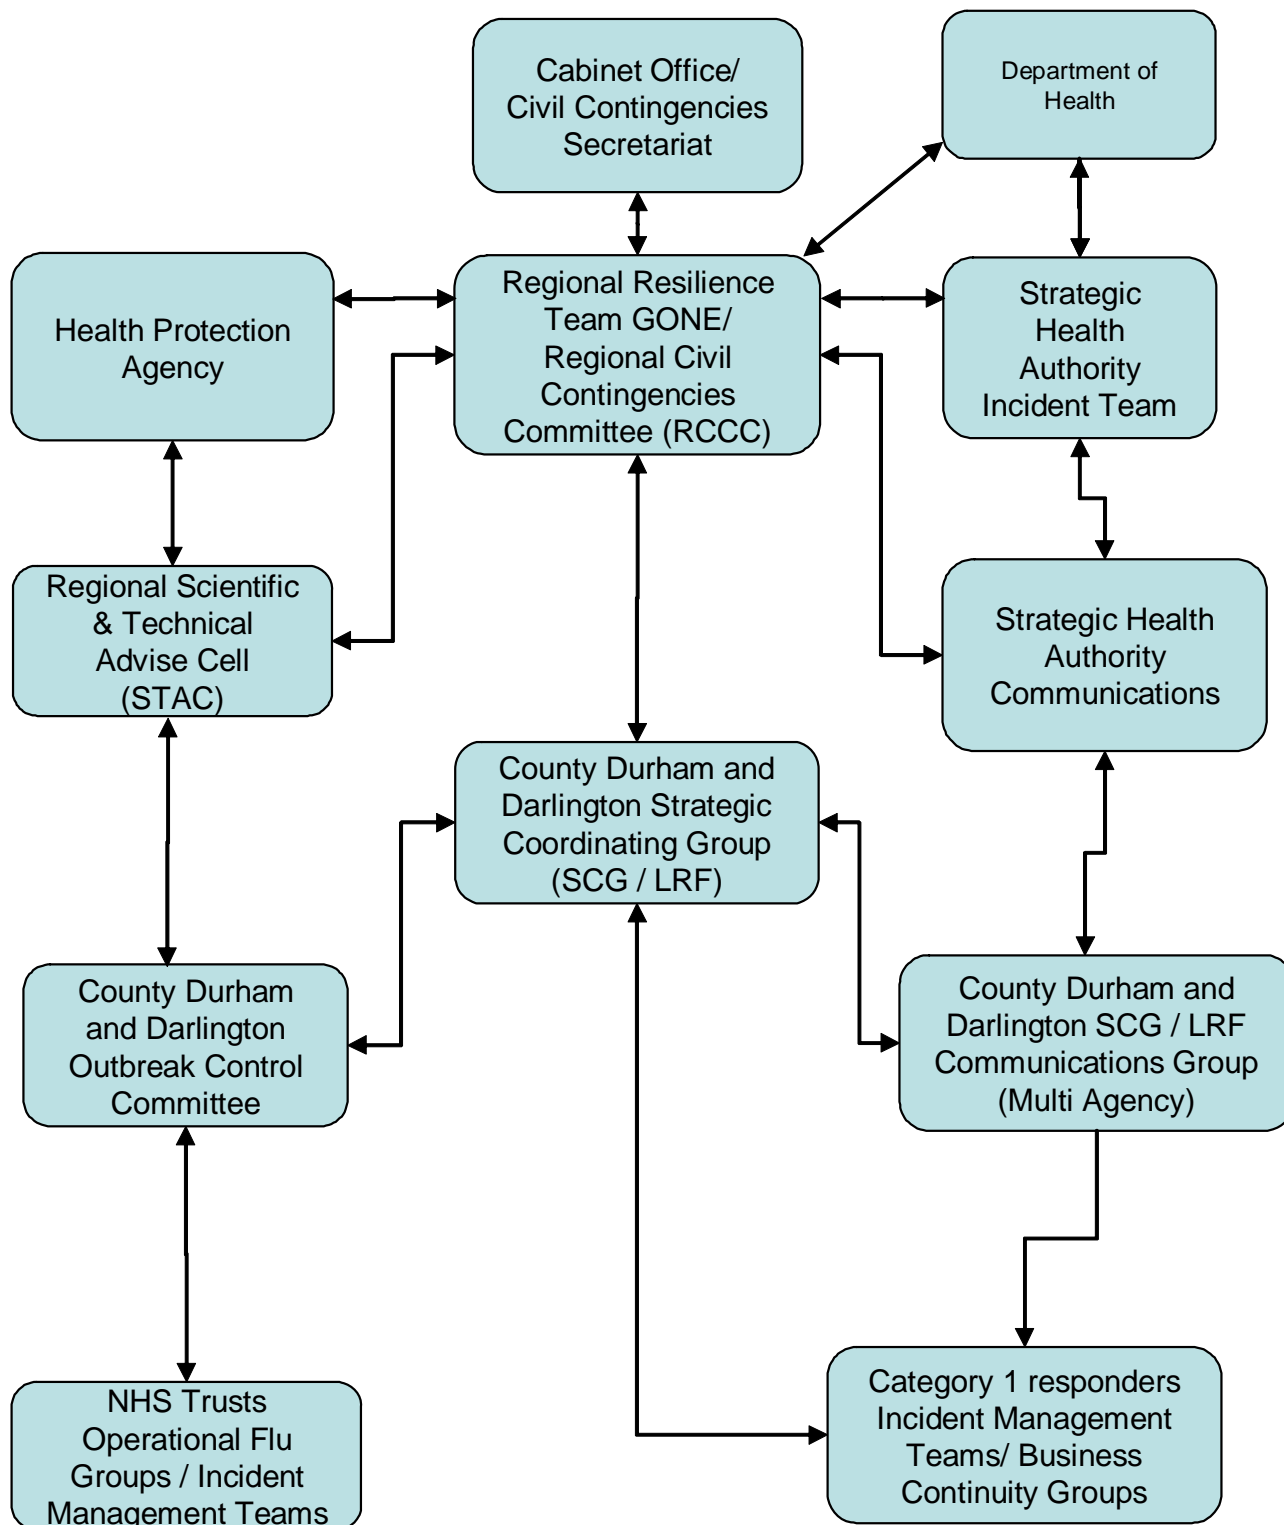 Cabinet Office/
Civil Contingencies
Secretariat
Department of
Health
Health Protection
Agency
Regional Resilience
Team GONE/
Regional Civil
Contingencies
Committee (RCCC)
Strategic
Health
Authority
Incident Team
Regional Scientific
& Technical
Advise Cell
(STAC)
Strategic Health
Authority
Communications
County Durham and
Darlington Strategic
Coordinating Group
(SCG / LRF)
County Durham
and Darlington
Outbreak Control
Committee
County Durham and
Darlington SCG / LRF
Communications Group
(Multi Agency)
NHS Trusts
Operational Flu
Groups / Incident
Management Teams
Category 1 responders
Incident Management
Teams/ Business
Continuity Groups